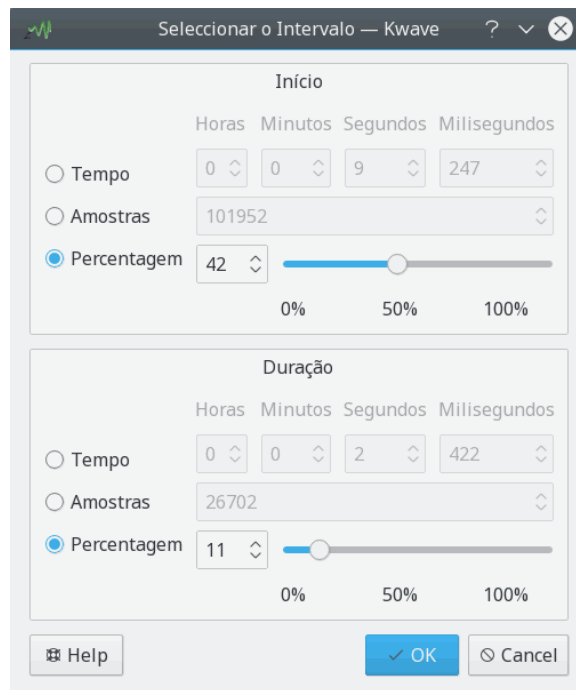 Seleccionar o Intervalo — Kwave ?
Início
Horas Minutos Segundos Milisegundos
Tempo 0 0 9 247
Amostras 101952
Percentagem 42
0% 50% 100%
Duração
Horas Minutos Segundos Milisegundos
Tempo 0 0 2 422
Amostras 26702
Percentagem 11
0% 50% 100%
Help OK Cancel